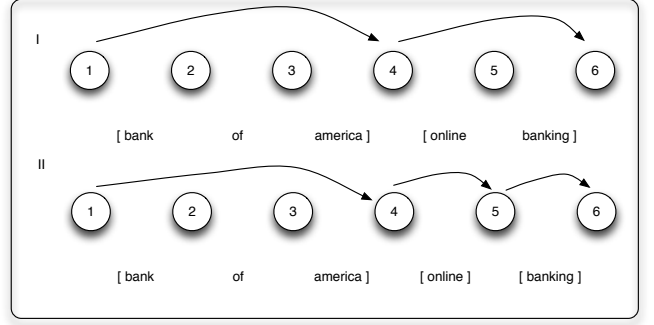 I
1 2 3 4 5 6
[ bank of america ] [ online banking ]
II
1 2 3 4 5 6
[ bank of america ] [ online ] [ banking ]